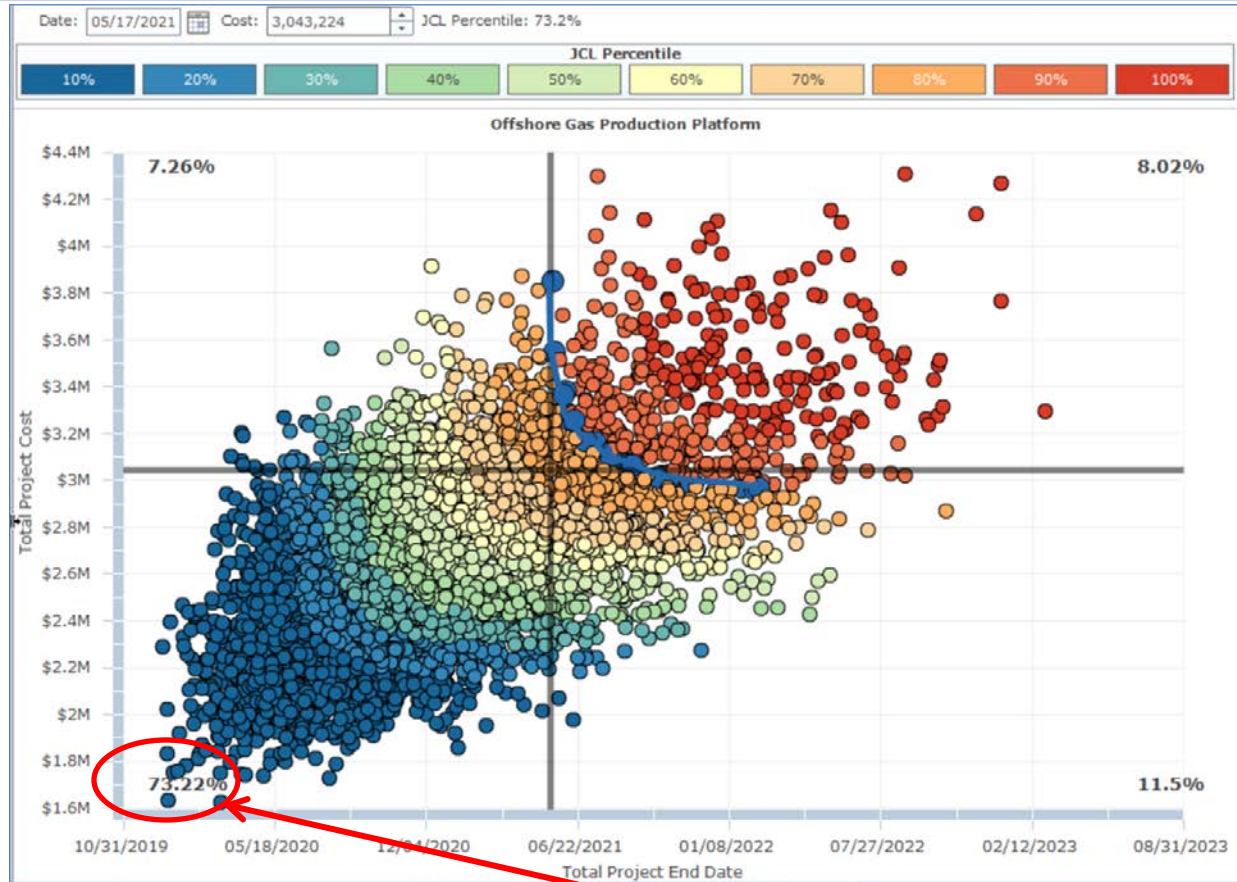 Date: 05/17/2021 Cost: 3,043,224 JCL Percentile: 73.2%
JCL Percentile
10% 20% 30% 40% 50% 60% 70% 80% 90% 100%
Offshore Gas Production Platform
$4.4M
7.26% 8.02%
$4.2M
$4M
$3.8M
$3.6M
$3.4M
$3.2M
$3M
$2.8M
$2.6M
$2.4M
$2.2M
$2M
$1.8M
73.22% 11.5%
$1.6M
Total Project Cost
10/31/2019 05/18/2020 12/04/2020 06/22/2021 01/08/2022 07/27/2022 02/12/2023 08/31/2023
Total Project End Date